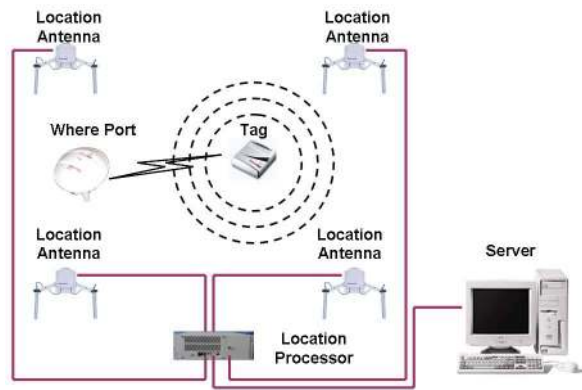 Location
Antenna
Location
Antenna
Where Port
Tag
Location
Antenna
Location
Antenna
Server
Location
Processor